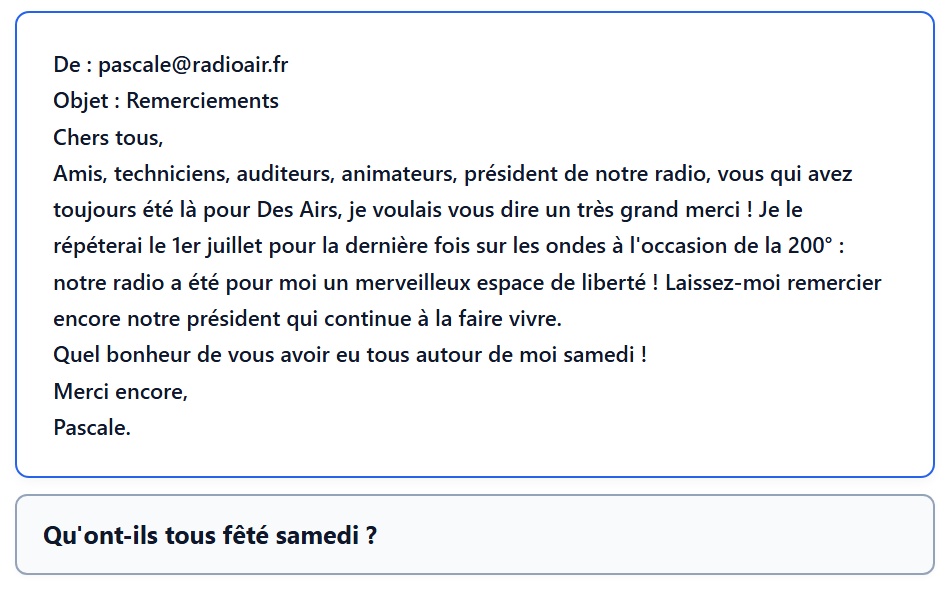 De : pascale@radioair.fr
Objet : Remerciements
Chers tous,
Amis, techniciens, auditeurs, animateurs, président de notre radio, vous qui avez
toujours été là pour Des Airs, je voulais vous dire un très grand merci ! Je le
répéterai le 1er juillet pour la dernière fois sur les ondes à l'occasion de la 200° :
notre radio a été pour moi un merveilleux espace de liberté ! Laissez-moi remercier
encore notre président qui continue à la faire vivre.
Quel bonheur de vous avoir eu tous autour de moi samedi !
Merci encore,
Pascale.
Qu'ont-ils tous fêté samedi ?